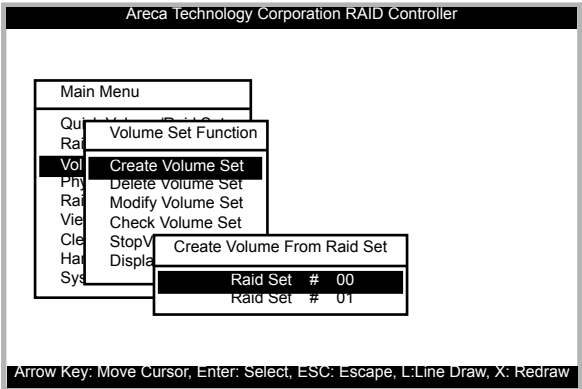 Areca Technology Corporation RAID Controller
Main Menu
Rai
Vol
Phy
Rai
Vie
Cle
Har
Sys
Volume Set Function
Create Volume Set
Delete Volume Set
Modify Volume Set
Check Volume Set
StopV
Displa
Create Volume From Raid Set
Raid Set # 00
Raid Set # 01
Arrow Key: Move Cursor, Enter: Select, ESC: Escape, L:Line Draw, X: Redraw